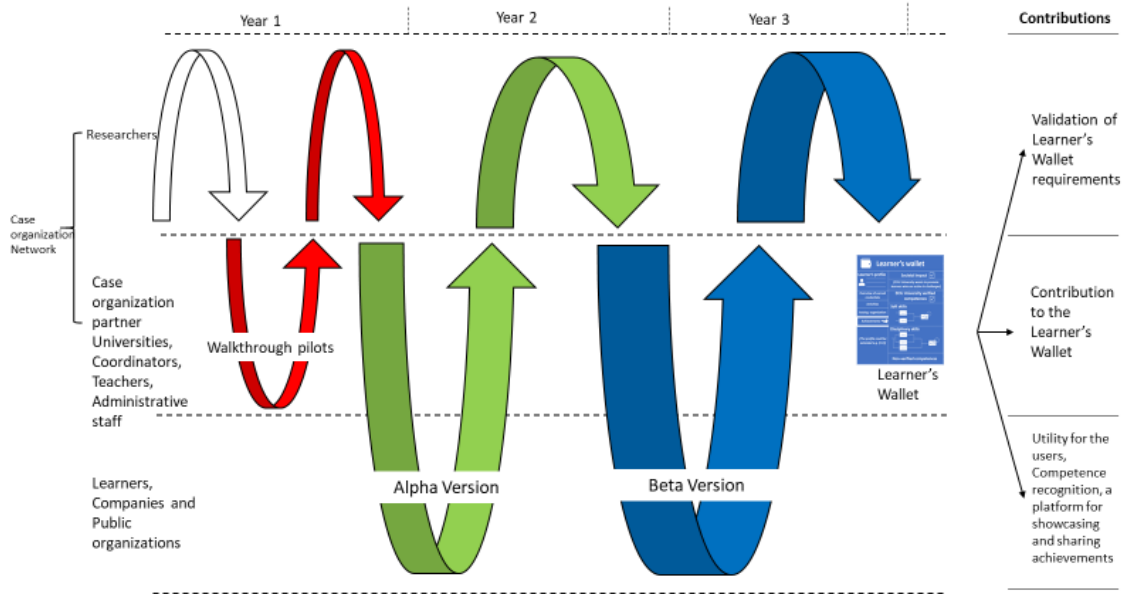 Year 1
Year 2
Year 3
Contributions
Researchers
Case
organization
Network
Case
organization
partner
Universities,
Coordinators,
Teachers,
Administrative
staff
Walkthrough pilots
Learner's wallet
Learner's
Wallet
Learners,
Companies and
Public
organizations
Alpha Version
Beta Version
Validation of
Learner's
Wallet
requirements
Contribution
to the
Learner's
Wallet
Utility for the
users,
Competence
recognition, a
platform for
showcasing
and sharing
achievements